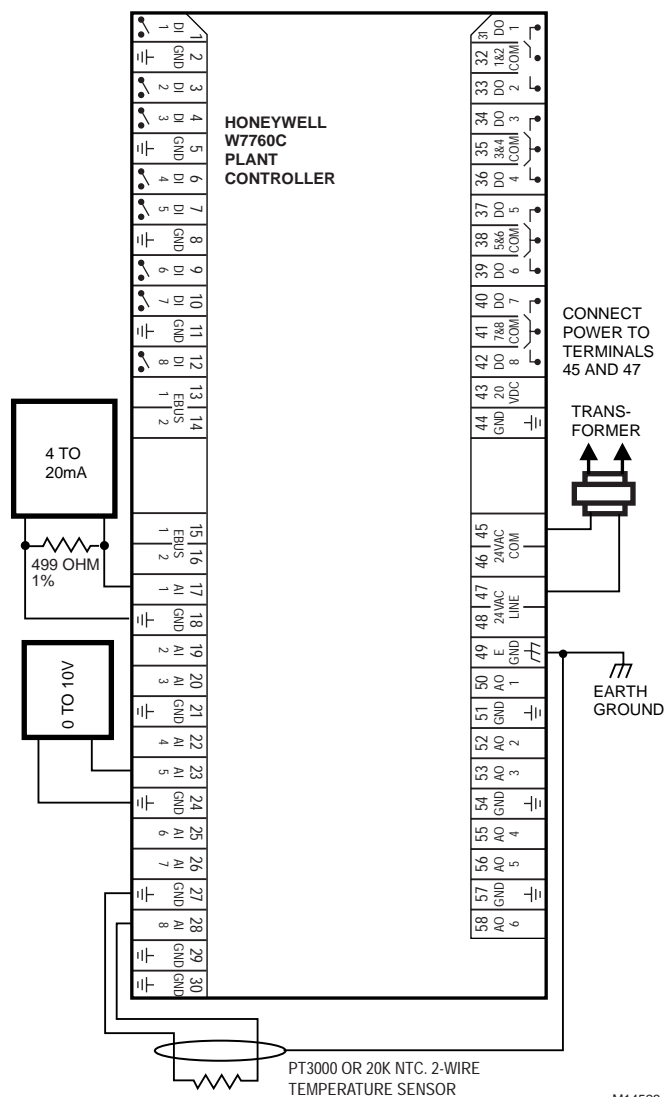 1 DI 1
2 GND
3 DI 2
4 DI 3
5 GND
6 DI 4
7 DI 5
8 GND
9 DI 6
10 DI 7
11 GND
12 DI 8
13 EBUS 1
14 2
15 EBUS 1
16 2
17 AI 1
18 GND
19 AI 2
20 AI 3
21 GND
22 AI 4
23 AI 5
24 GND
25 AI 6
26 AI 7
27 GND
28 AI 8
29 GND
30 GND
HONEYWELL
W7760C
PLANT
CONTROLLER
31 DO 1
32 1&2 COM
33 DO 2
34 DO 3
35 3&4 COM
36 DO 4
37 DO 5
38 5&6 COM
39 DO 6
40 DO 7
41 7&8 COM
42 DO 8
43 20 VDC
44 GND
45 24VAC
46 COM
47 24VAC
48 LINE
49 E GND
50 AO 1
51 GND
52 AO 2
53 AO 3
54 GND
55 AO 4
56 AO 5
57 GND
58 AO 6
4 TO
20mA
499 OHM
1%
0 TO 10V
CONNECT
POWER TO
TERMINALS
45 AND 47
TRANS-
FORMER
EARTH
GROUND
PT3000 OR 20K NTC. 2-WIRE
TEMPERATURE SENSOR